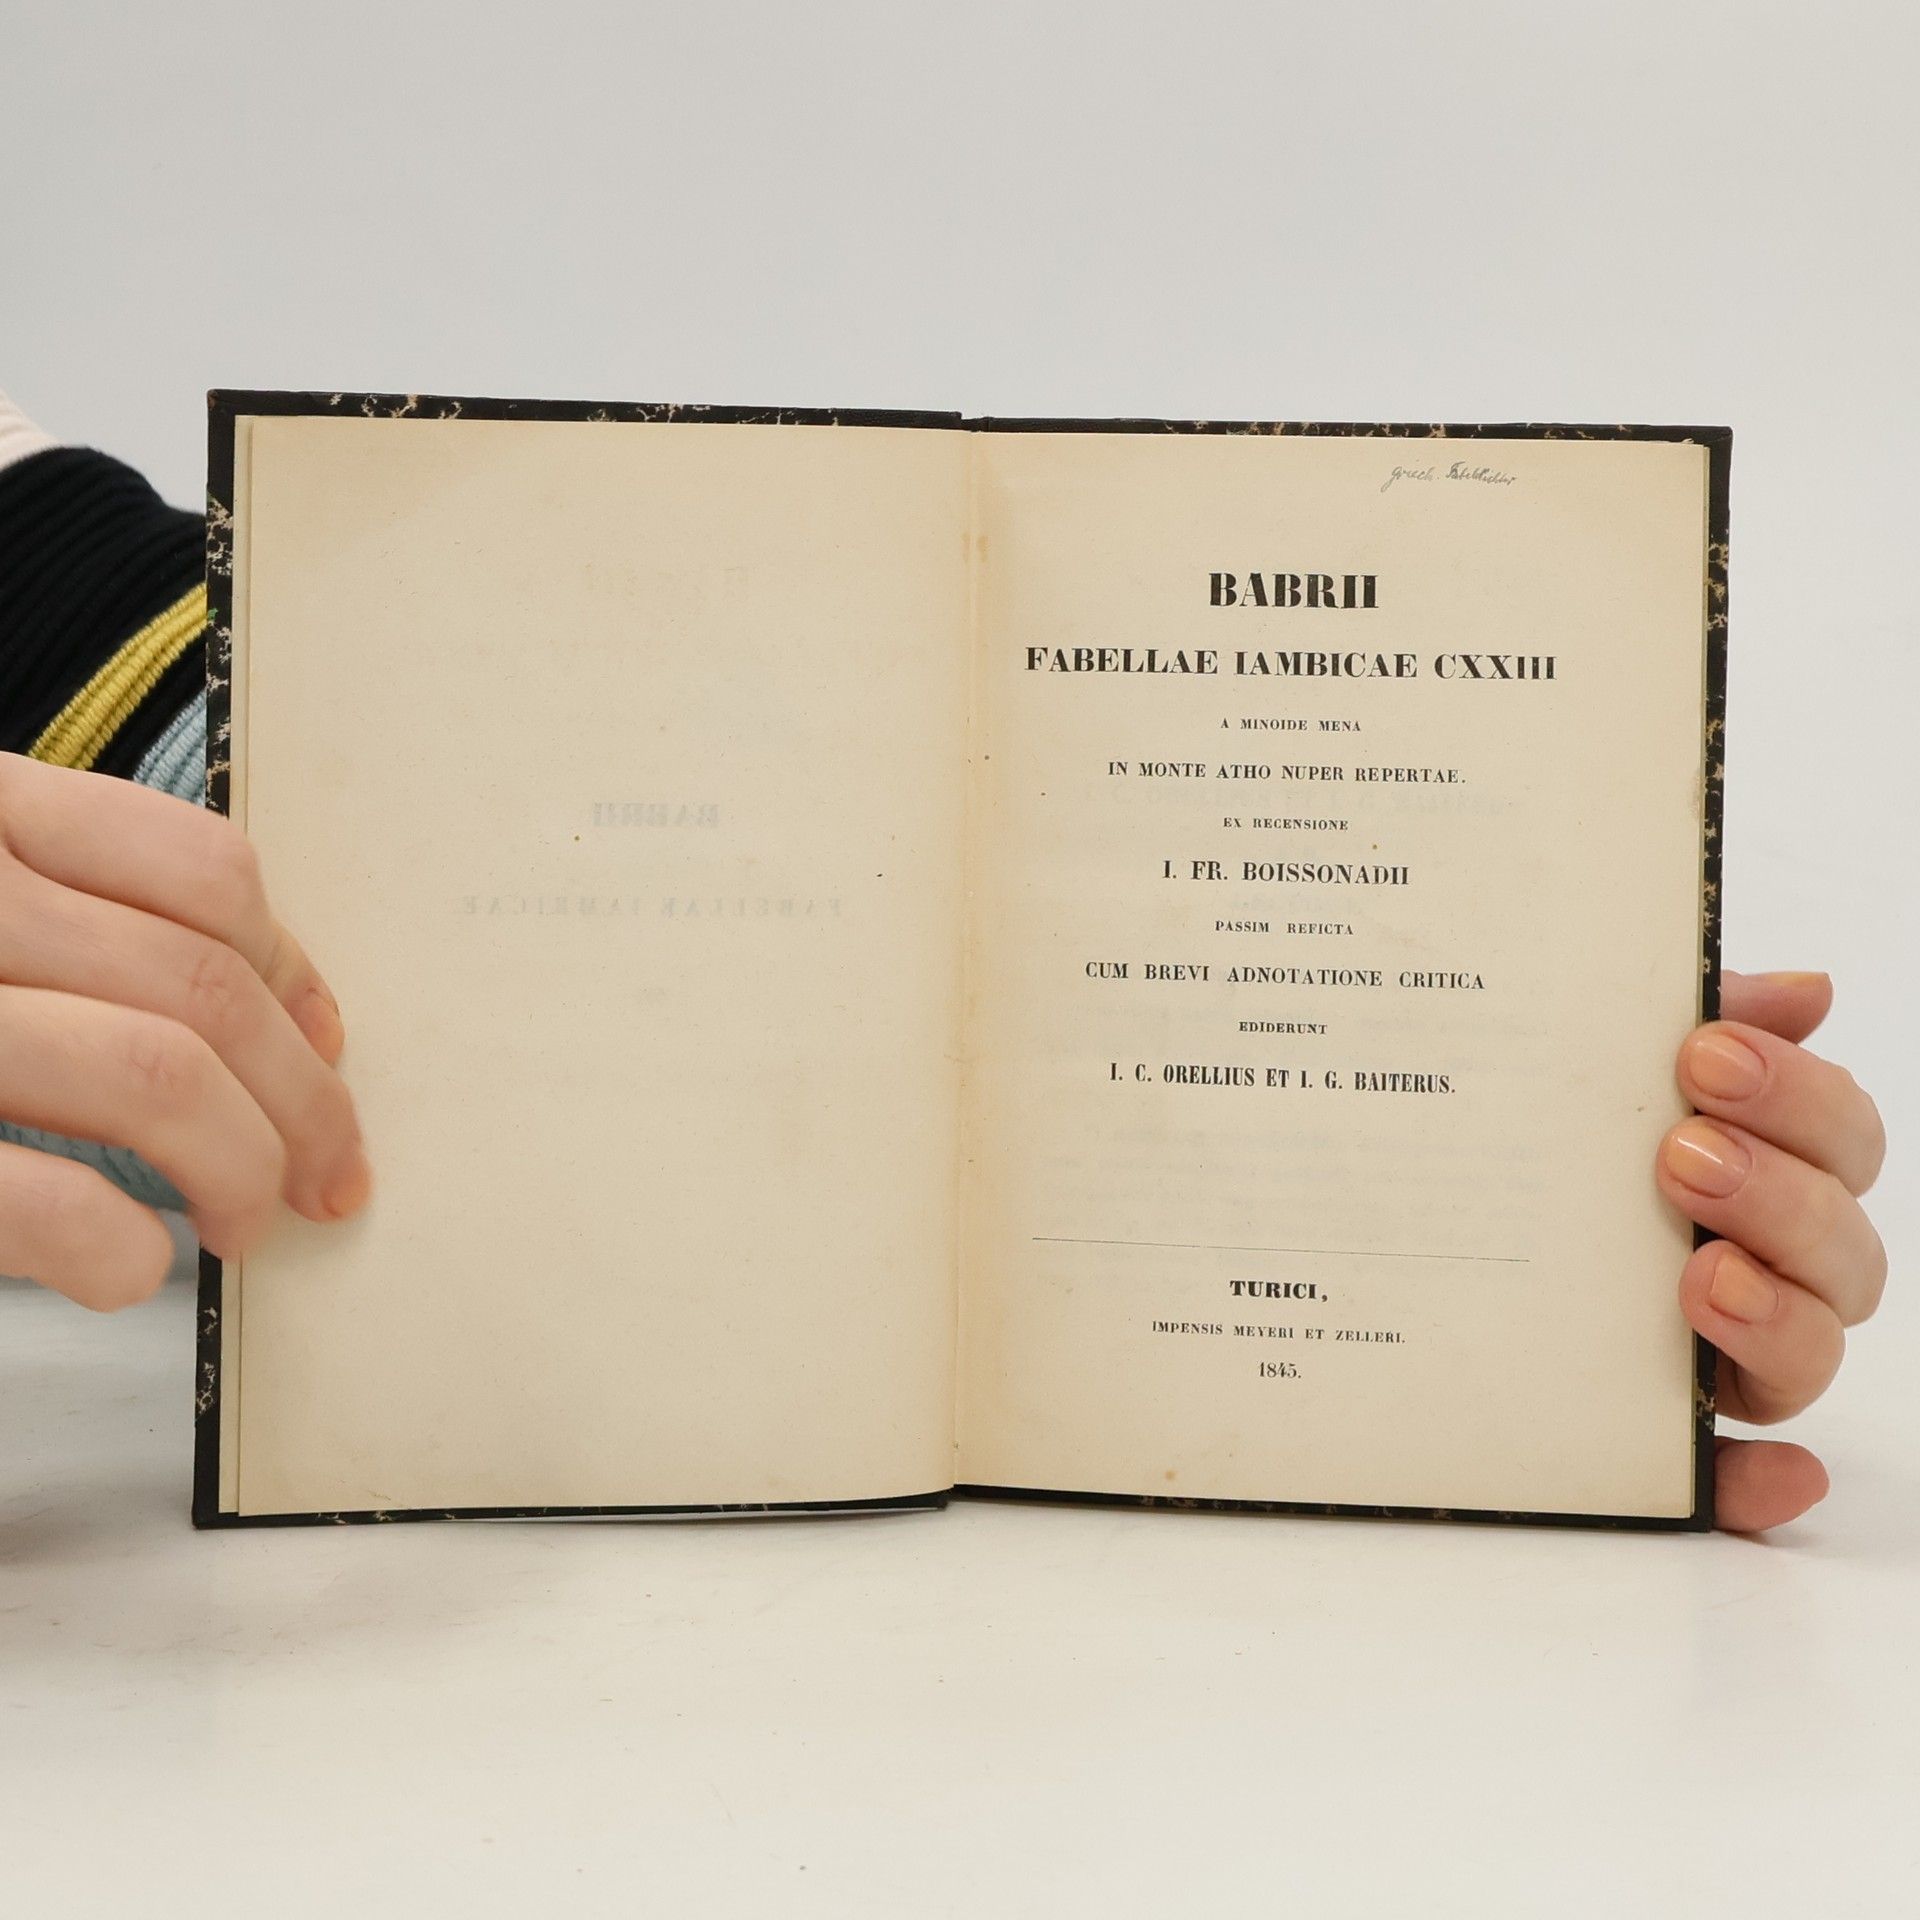 griech. Fabeldichter
BABRII
FABELLAE IAMBICAE CXXIII
A MINOIDE MENA
IN MONTE ATHO NUPER REPERTAE.
EX RECENSIONE
I. FR. BOISSONADII
PASSIM REFICTA
CUM BREVI ADNOTATIONE CRITICA
EDIDERUNT
I. C. ORELLIUS ET I. G. BAITERUS.
TURICI,
IMPENSIS MEYERI ET ZELLERI.
1845.